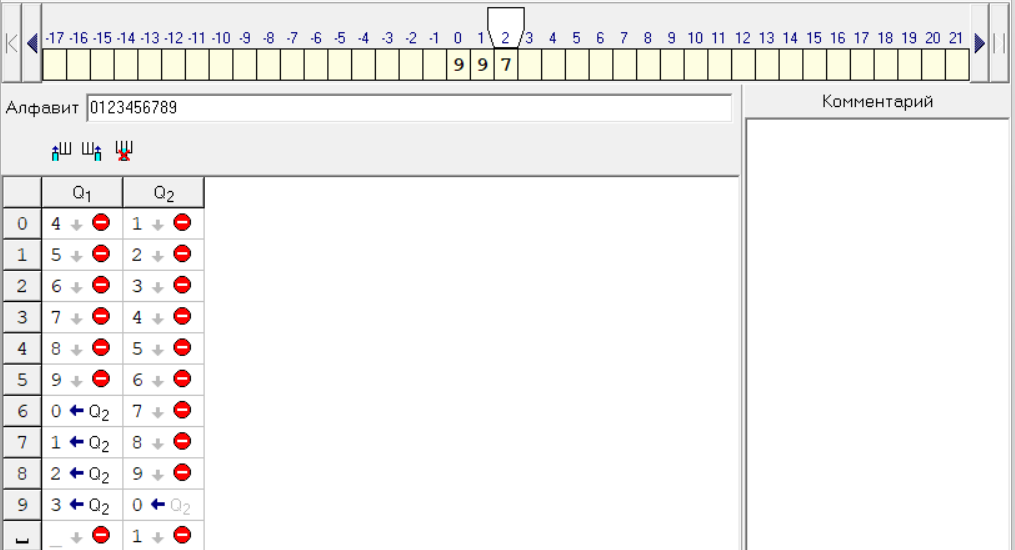 -17 -16 -15 -14 -13 -12 -11 -10 -9 -8 -7 -6 -5 -4 -3 -2 -1 0 1 2 3 4 5 6 7 8 9 10 11 12 13 14 15 16 17 18 19 20 21
9 9 7
Алфавит 0123456789
Комментарий
Q1 Q2
0 4 1
1 5 2
2 6 3
3 7 4
4 8 5
5 9 6
6 0 ← Q2 7
7 1 ← Q2 8
8 2 ← Q2 9
9 3 ← Q2 0 ← Q2
␣ _ 1